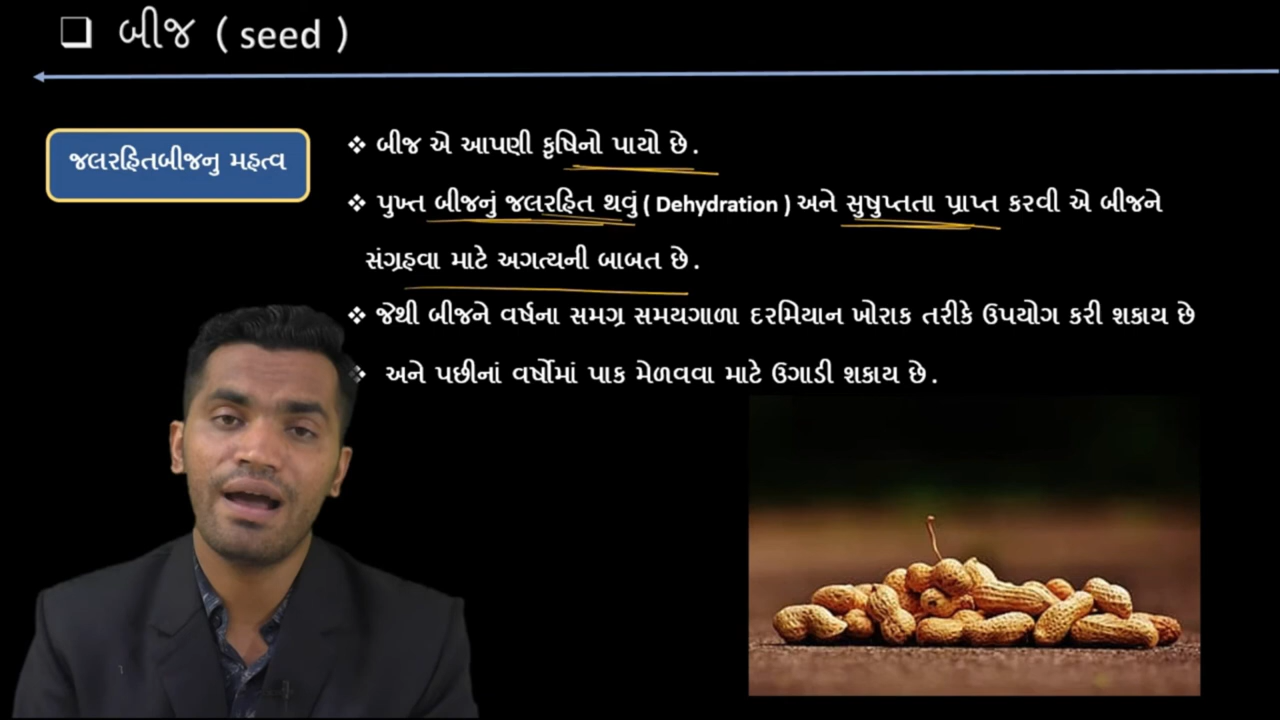 ❑ બીજ ( seed )
જલરહિતબીજનુ મહત્વ
❖ બીજ એ આપણી કૃષિનો પાયો છે.
❖ પુખ્ત બીજનું જલરહિત થવું ( Dehydration ) અને સુષુપ્તતા પ્રાપ્ત કરવી એ બીજને
સંગ્રહવા માટે અગત્યની બાબત છે.
❖ જેથી બીજને વર્ષના સમગ્ર સમયગાળા દરમિયાન ખોરાક તરીકે ઉપયોગ કરી શકાય છે
❖ અને પછીનાં વર્ષોમાં પાક મેળવવા માટે ઉગાડી શકાય છે.